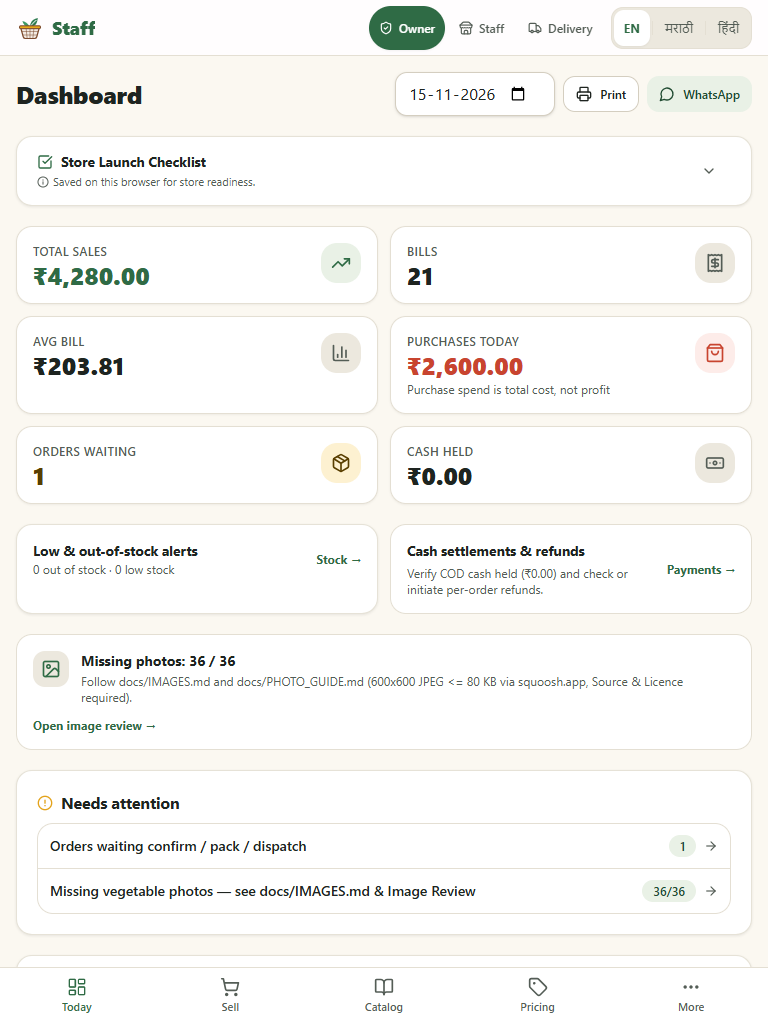 Staff
Owner
Staff
Delivery
EN
मराठी
हिंदी
Dashboard
15-11-2026
Print
WhatsApp
Store Launch Checklist
Saved on this browser for store readiness.
TOTAL SALES
₹4,280.00
BILLS
21
AVG BILL
₹203.81
PURCHASES TODAY
₹2,600.00
Purchase spend is total cost, not profit
ORDERS WAITING
1
CASH HELD
₹0.00
Low & out-of-stock alerts
0 out of stock · 0 low stock
Stock →
Cash settlements & refunds
Verify COD cash held (₹0.00) and check or
initiate per-order refunds.
Payments →
Missing photos: 36 / 36
Follow docs/IMAGES.md and docs/PHOTO_GUIDE.md (600x600 JPEG <= 80 KB via squoosh.app, Source & Licence
required).
Open image review →
Needs attention
Orders waiting confirm / pack / dispatch
1
Missing vegetable photos — see docs/IMAGES.md & Image Review
36/36
Today
Sell
Catalog
Pricing
More